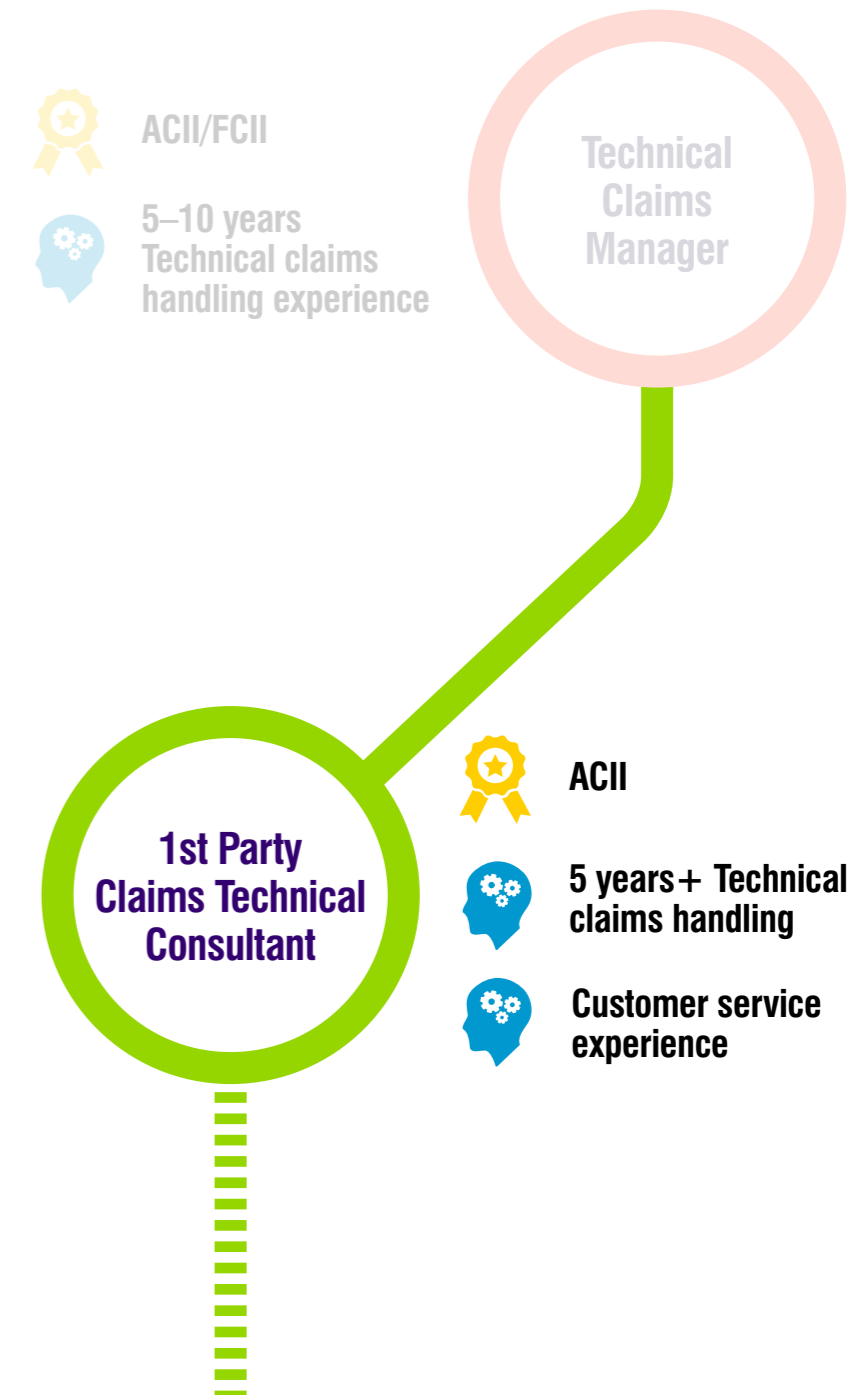 ACII/FCII
5–10 years
Technical claims
handling experience
Technical
Claims
Manager
1st Party
Claims Technical
Consultant
ACII
5 years+ Technical
claims handling
Customer service
experience